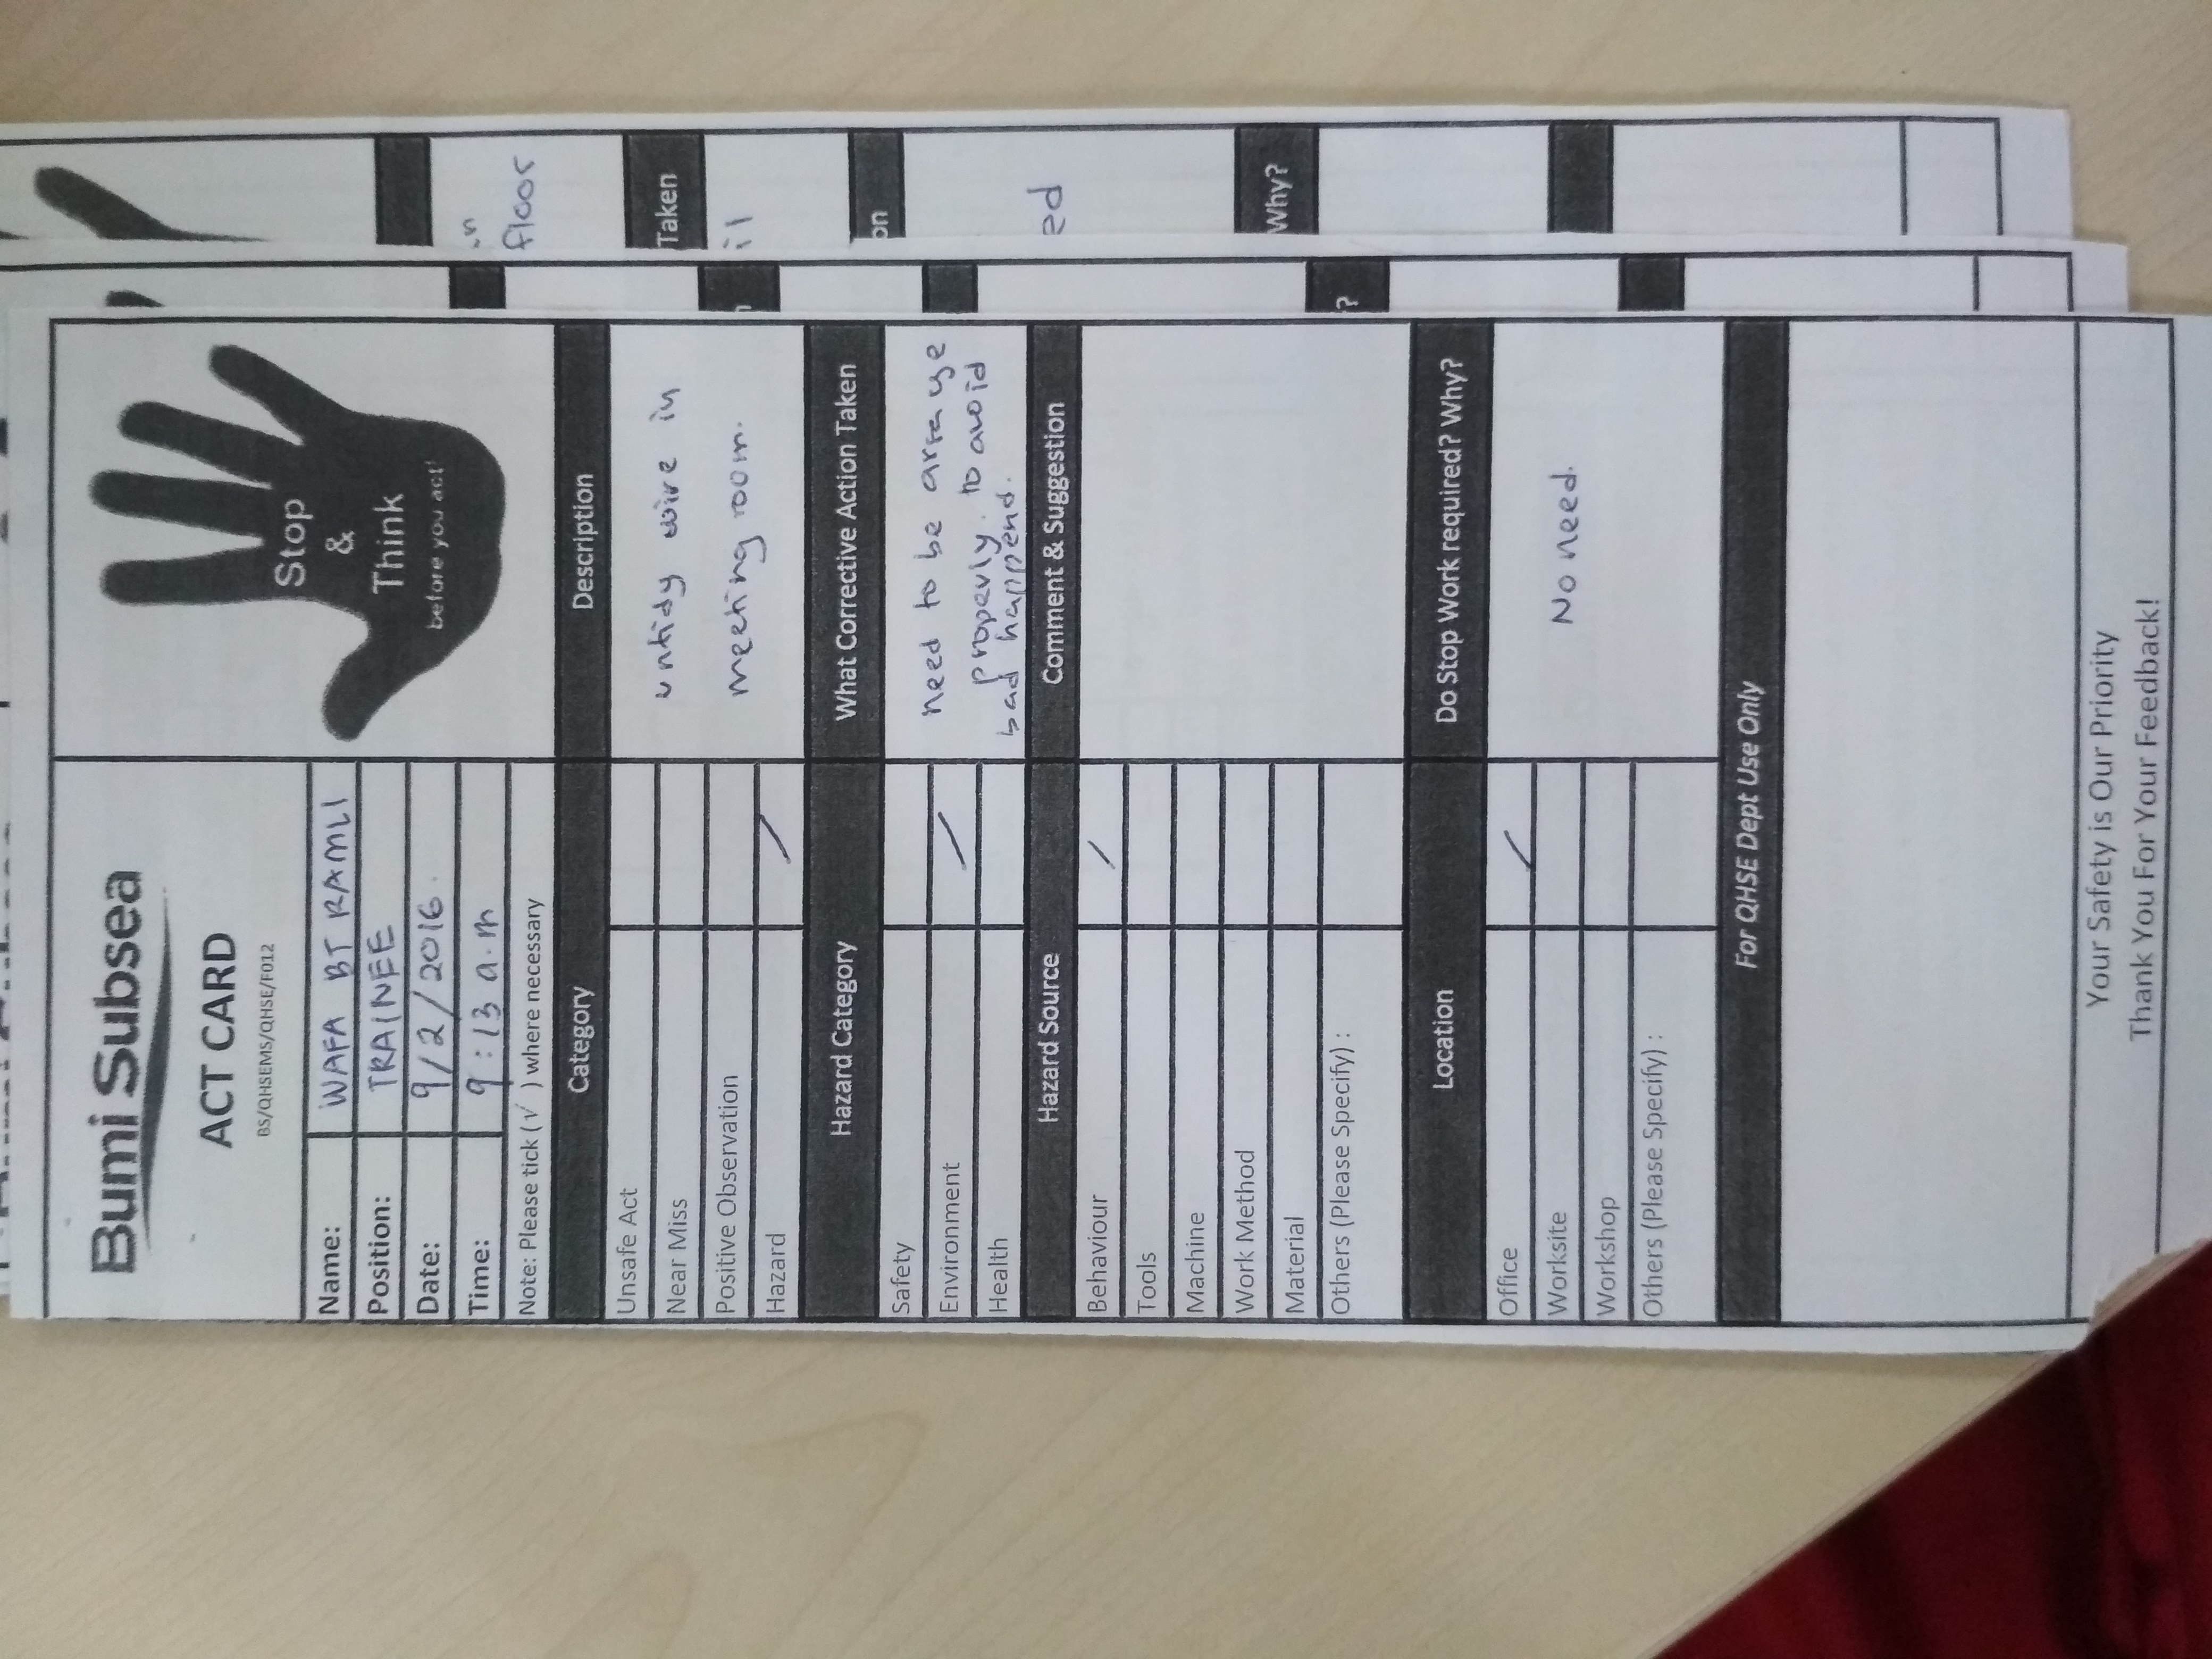 Bumi Subsea
ACT CARD
BS/QHSEMS/QHSE/F012
Stop
&
Think
before you act!
Name: WAFA BT RAMLI
Position: TRAINEE
Date: 9/2/2016.
Time: 9:13 a.m
Note: Please tick (√ ) where necessary
Category
Description
Unsafe Act
Near Miss
Positive Observation
Hazard /
untidy wire in
meeting room.
Hazard Category
What Corrective Action Taken
Safety
Environment /
Health
need to be arrange
properly. to avoid
bad happend.
Hazard Source
Comment & Suggestion
Behaviour /
Tools
Machine
Work Method
Material
Others (Please Specify) :
Location
Do Stop Work required? Why?
Office /
Worksite
Workshop
Others (Please Specify) :
No need.
For QHSE Dept Use Only
Your Safety is Our Priority
Thank You For Your Feedback!
?
floor
Taken
il
on
ed
Why?